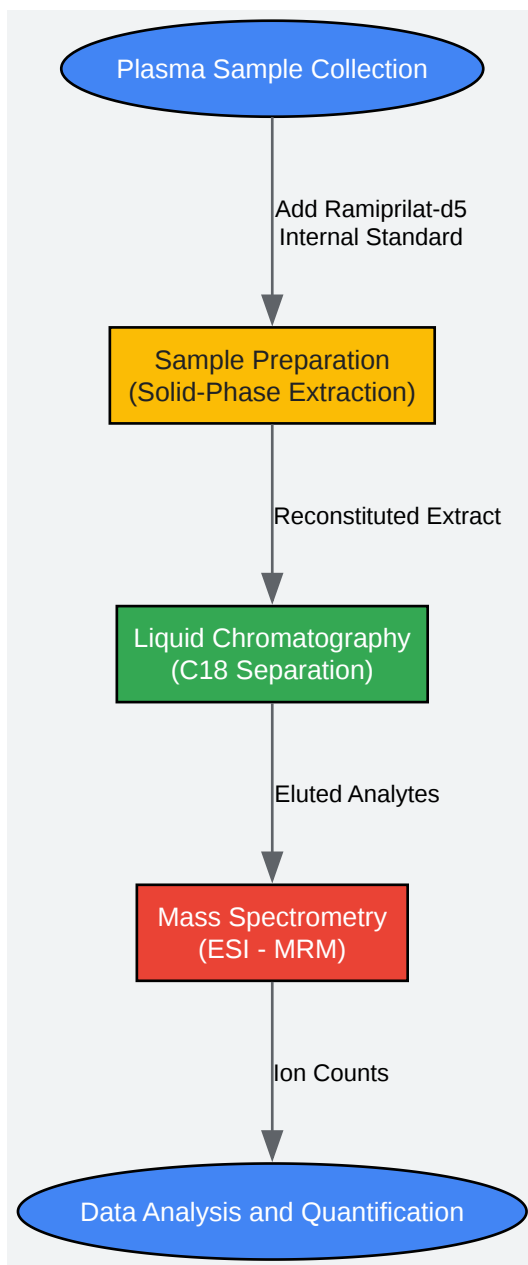 Plasma Sample Collection
Add Ramiprilat-d5
Internal Standard
Sample Preparation
(Solid-Phase Extraction)
Reconstituted Extract
Liquid Chromatography
(C18 Separation)
Eluted Analytes
Mass Spectrometry
(ESI - MRM)
Ion Counts
Data Analysis and Quantification